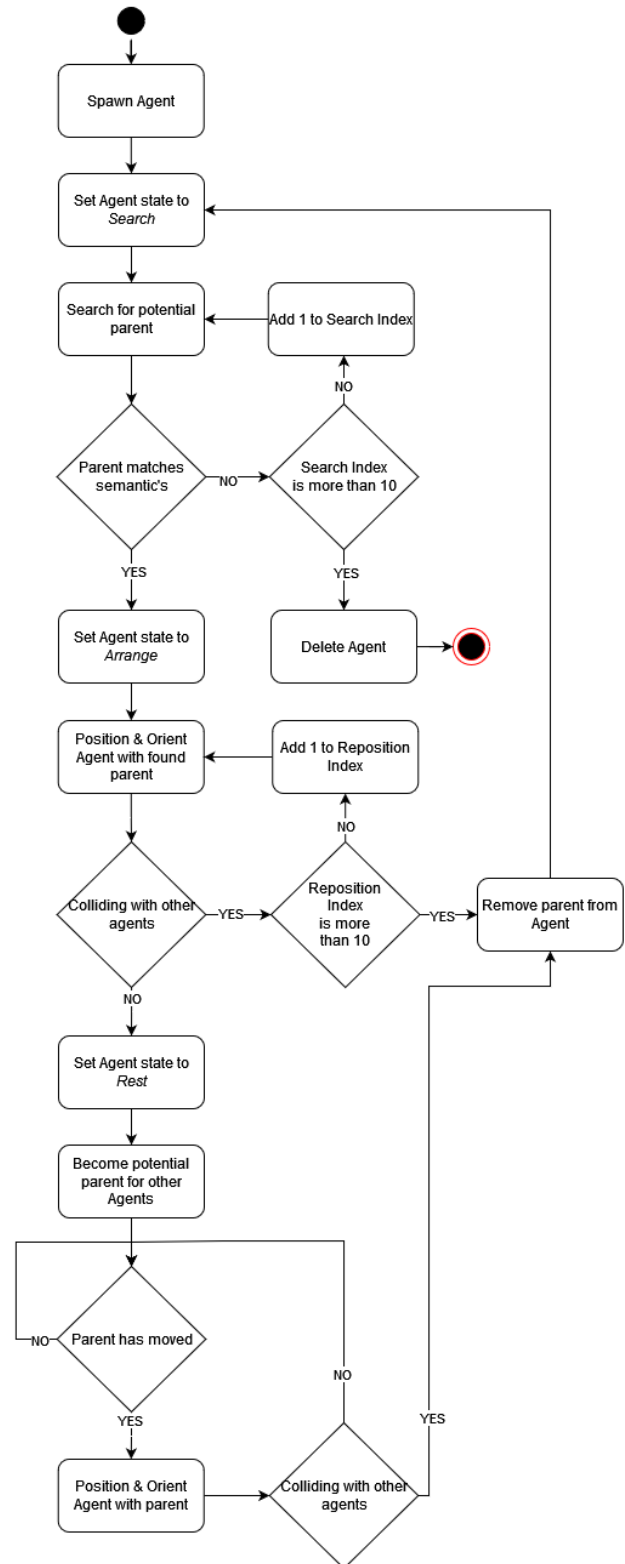 Spawn Agent
Set Agent state to
Search
Search for potential
parent
Add 1 to Search Index
NO
Parent matches
semantic's
NO
Search Index
is more than 10
YES
YES
Set Agent state to
Arrange
Delete Agent
Position & Orient
Agent with found
parent
Add 1 to Reposition
Index
NO
Colliding with other
agents
YES
Reposition
Index
is more
than 10
YES
Remove parent from
Agent
NO
Set Agent state to
Rest
Become potential
parent for other
Agents
Parent has moved
NO
NO
YES
YES
Position & Orient
Agent with parent
Colliding with other
agents